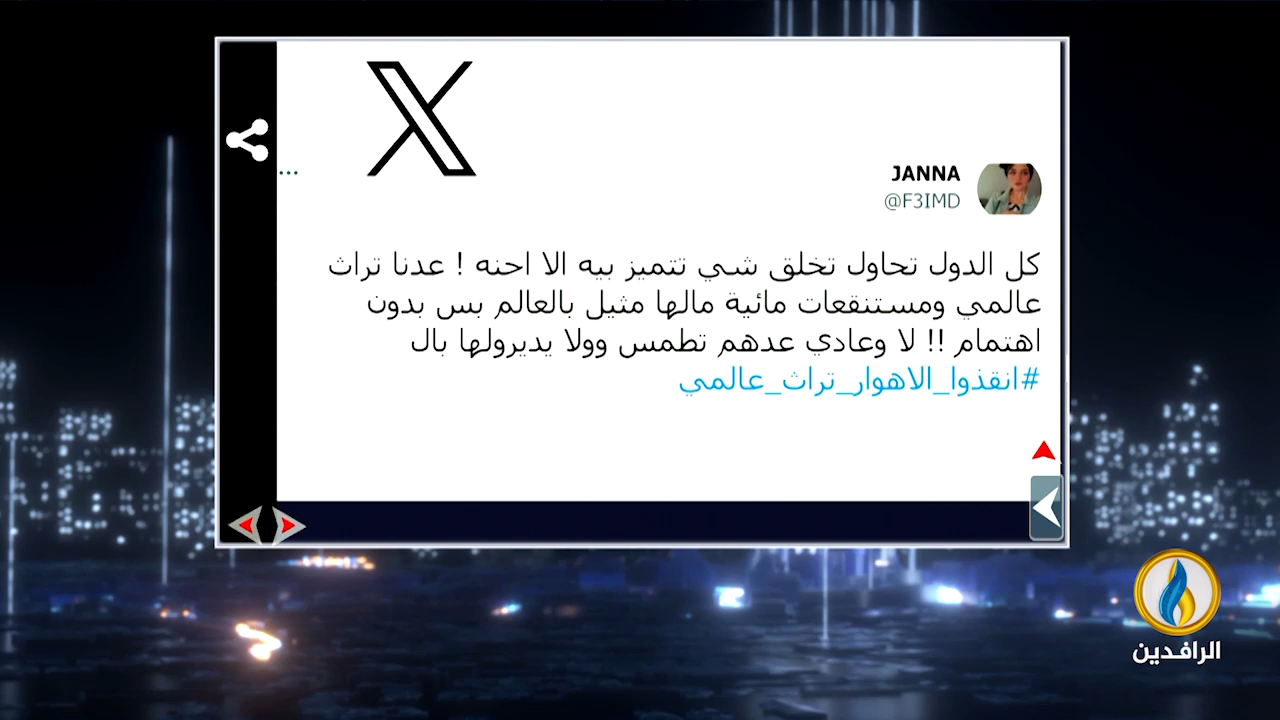 JANNA
@F3IMD
كل الدول تحاول تخلق شي تتميز بيه الا احنه ! عدنا تراث
عالمي ومستنقعات مائية مالها مثيل بالعالم بس بدون
اهتمام !! لا وعادي عدهم تطمس وولا يديرولها بال
#انقذوا_الاهوار_تراث_عالمي
الرافدين